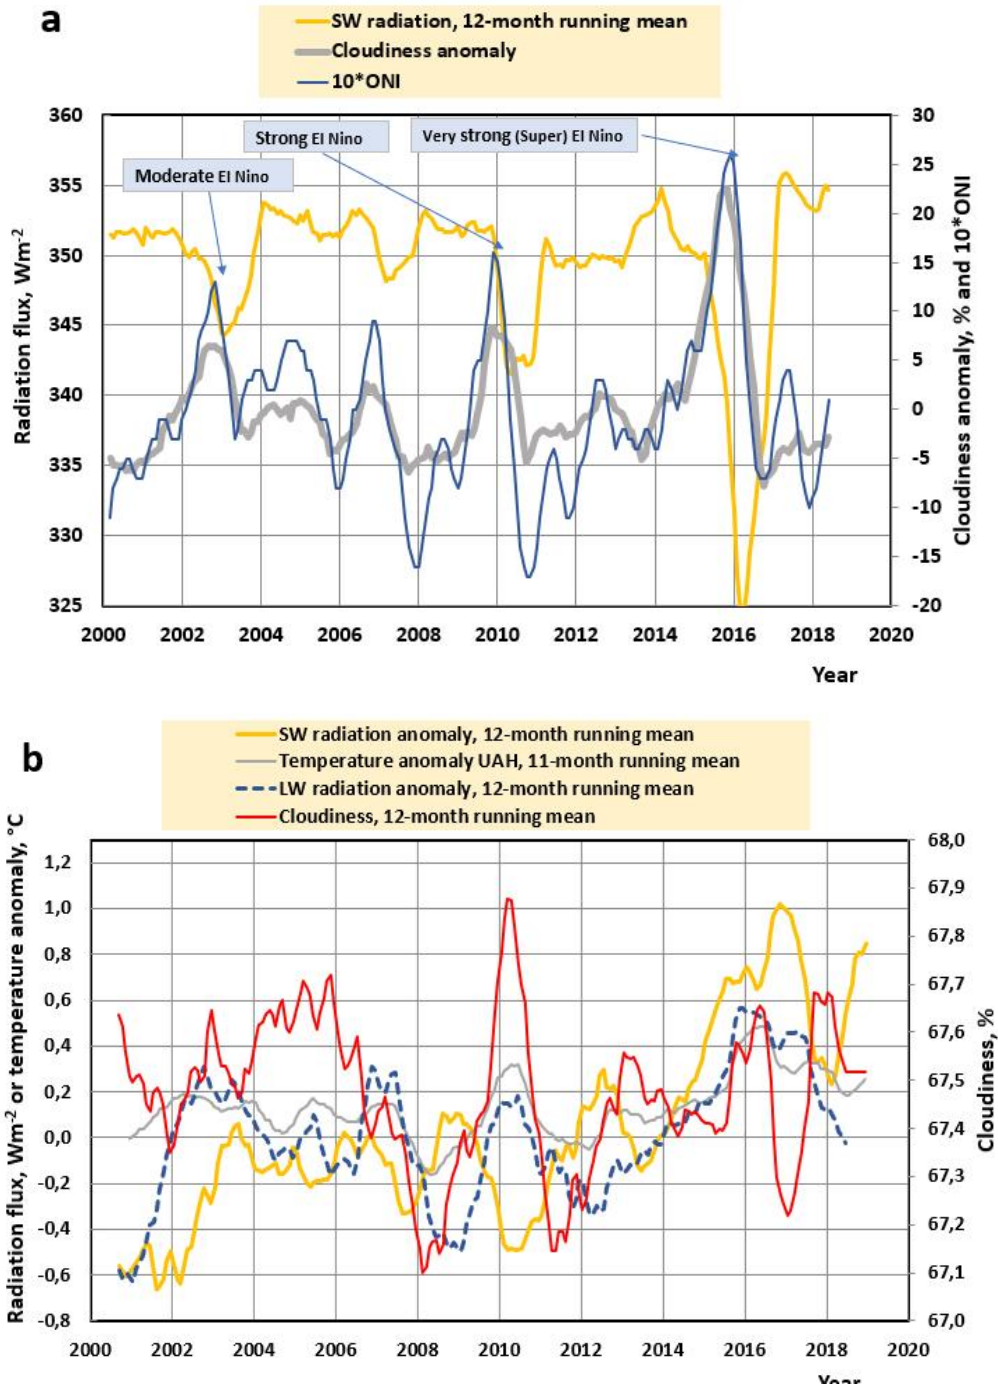 a
SW radiation, 12-month running mean
Cloudiness anomaly
10*ONI
360
355
350
345
340
335
330
325
Radiation flux, Wm-2
30
25
20
15
10
5
0
-5
-10
-15
-20
Cloudiness anomaly, % and 10*ONI
Moderate El Nino
Strong El Nino
Very strong (Super) El Nino
2000 2002 2004 2006 2008 2010 2012 2014 2016 2018 2020
Year
b
SW radiation anomaly, 12-month running mean
Temperature anomaly UAH, 11-month running mean
LW radiation anomaly, 12-month running mean
Cloudiness, 12-month running mean
Radiation flux, Wm-2 or temperature anomaly, °C
1,2
1,0
0,8
0,6
0,4
0,2
0,0
-0,2
-0,4
-0,6
-0,8
68,0
67,9
67,8
67,7
67,6
67,5
67,4
67,3
67,2
67,1
67,0
Cloudiness, %
2000 2002 2004 2006 2008 2010 2012 2014 2016 2018 2020
Year